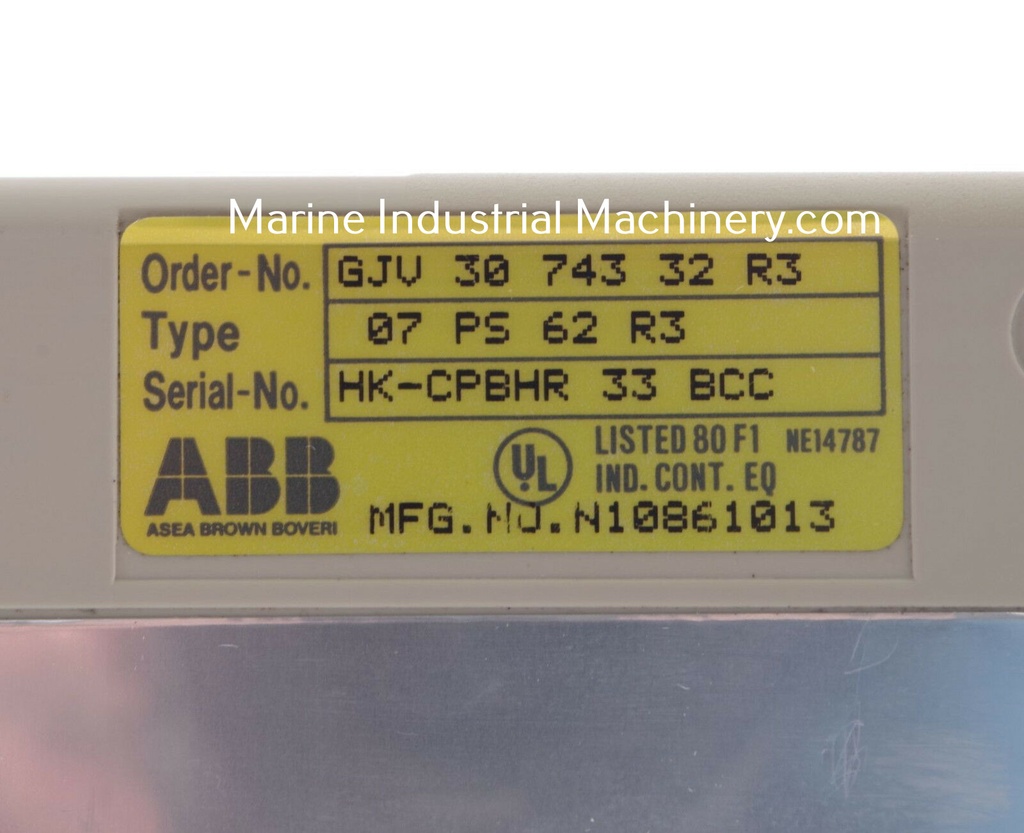 Marine Industrial Machinery.com
Order-No. GJV 30 743 32 R3
Type 07 PS 62 R3
Serial-No. HK-CPBHR 33 BCC
ABB
ASEA BROWN BOVERI
UL
LISTED 80 F1 NE14787
IND. CONT. EQ
MFG.NO.N10861013